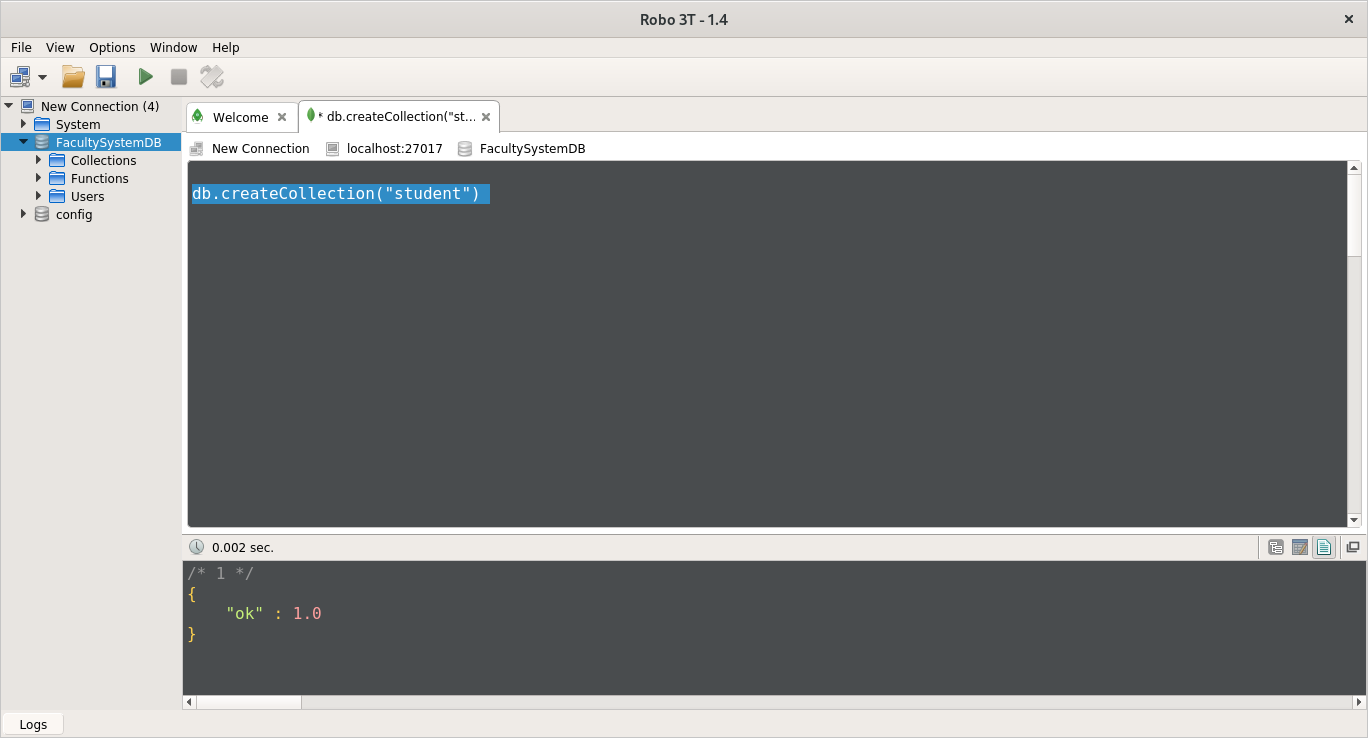 Robo 3T - 1.4
File View Options Window Help
New Connection (4)
System
FacultySystemDB
Collections
Functions
Users
config
Welcome
* db.createCollection("st...
New Connection localhost:27017 FacultySystemDB
db.createCollection("student")
0.002 sec.
/* 1 */
{
"ok" : 1.0
}
Logs